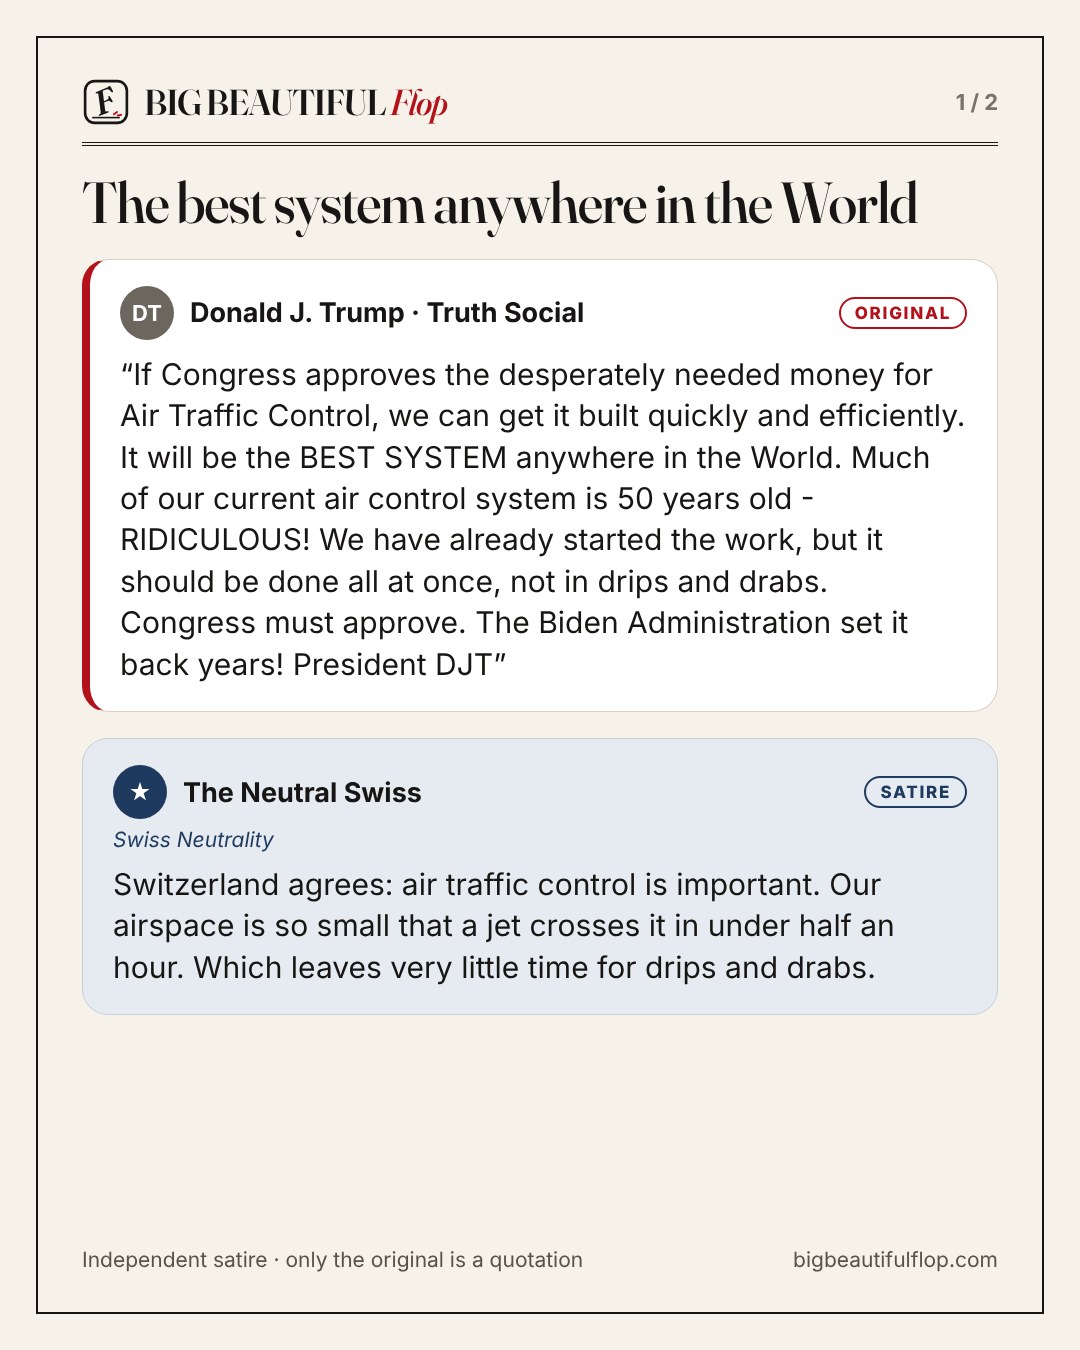 F
BIG BEAUTIFUL Flop
1 / 2
The best system anywhere in the World
DT
Donald J. Trump · Truth Social
ORIGINAL
“If Congress approves the desperately needed money for
Air Traffic Control, we can get it built quickly and efficiently.
It will be the BEST SYSTEM anywhere in the World. Much
of our current air control system is 50 years old -
RIDICULOUS! We have already started the work, but it
should be done all at once, not in drips and drabs.
Congress must approve. The Biden Administration set it
back years! President DJT”
The Neutral Swiss
SATIRE
Swiss Neutrality
Switzerland agrees: air traffic control is important. Our
airspace is so small that a jet crosses it in under half an
hour. Which leaves very little time for drips and drabs.
Independent satire · only the original is a quotation
bigbeautifulflop.com